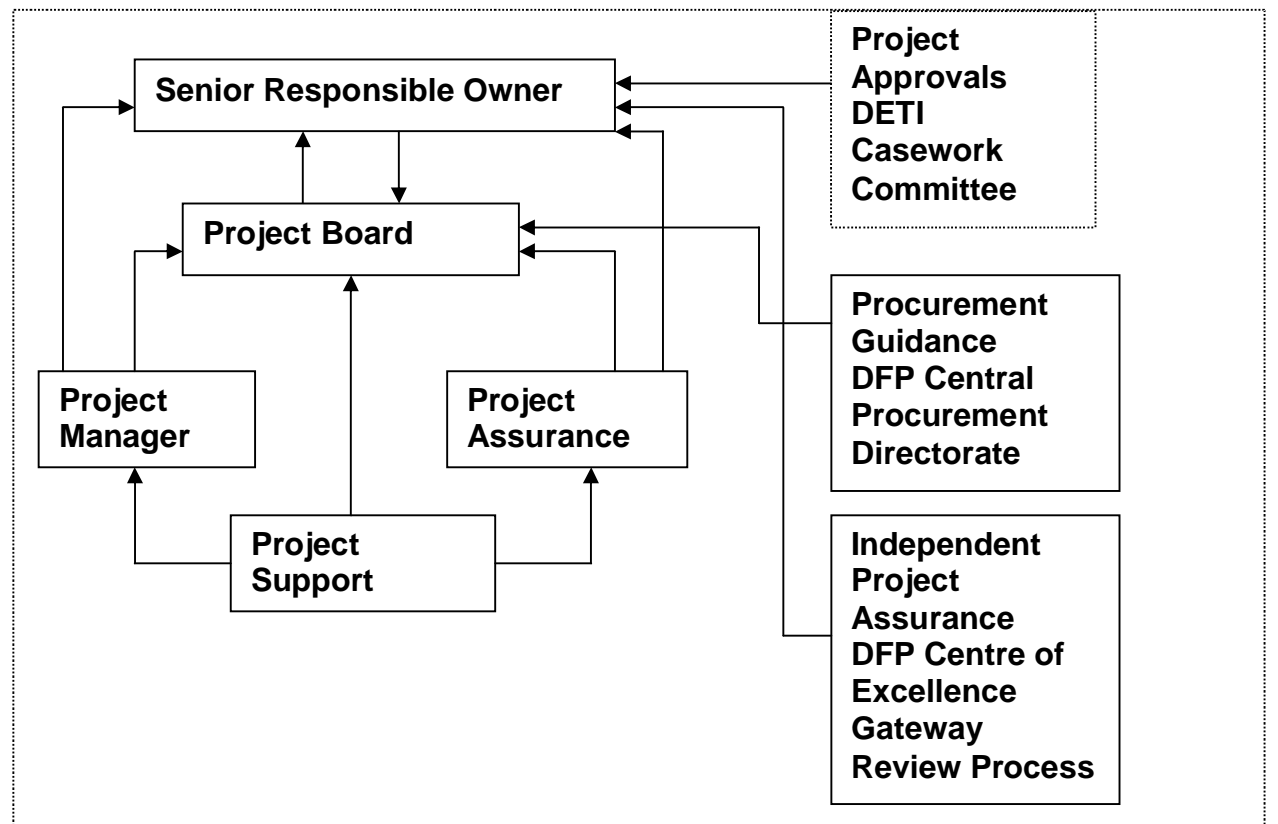 Senior Responsible Owner
Project Board
Project
Manager
Project
Assurance
Project
Support
Project
Approvals
DETI
Casework
Committee
Procurement
Guidance
DFP Central
Procurement
Directorate
Independent
Project
Assurance
DFP Centre of
Excellence
Gateway
Review Process